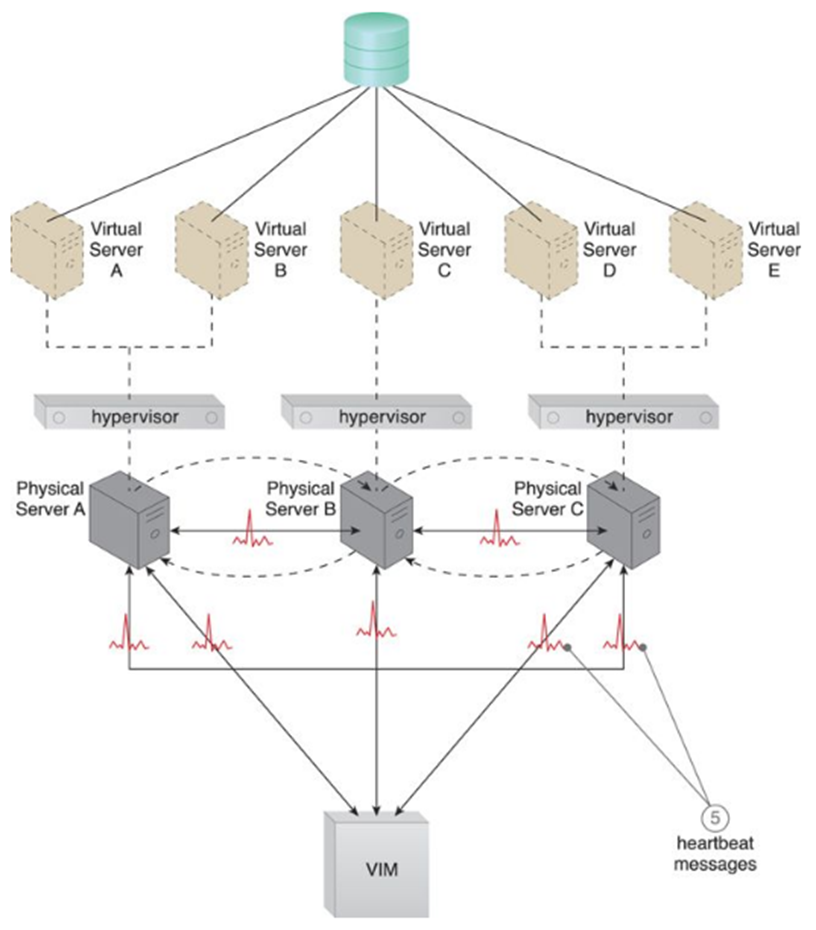 Virtual
Server
A
Virtual
Server
B
Virtual
Server
C
Virtual
Server
D
Virtual
Server
E
hypervisor
hypervisor
hypervisor
Physical
Server A
Physical
Server B
Physical
Server C
5
heartbeat
messages
VIM